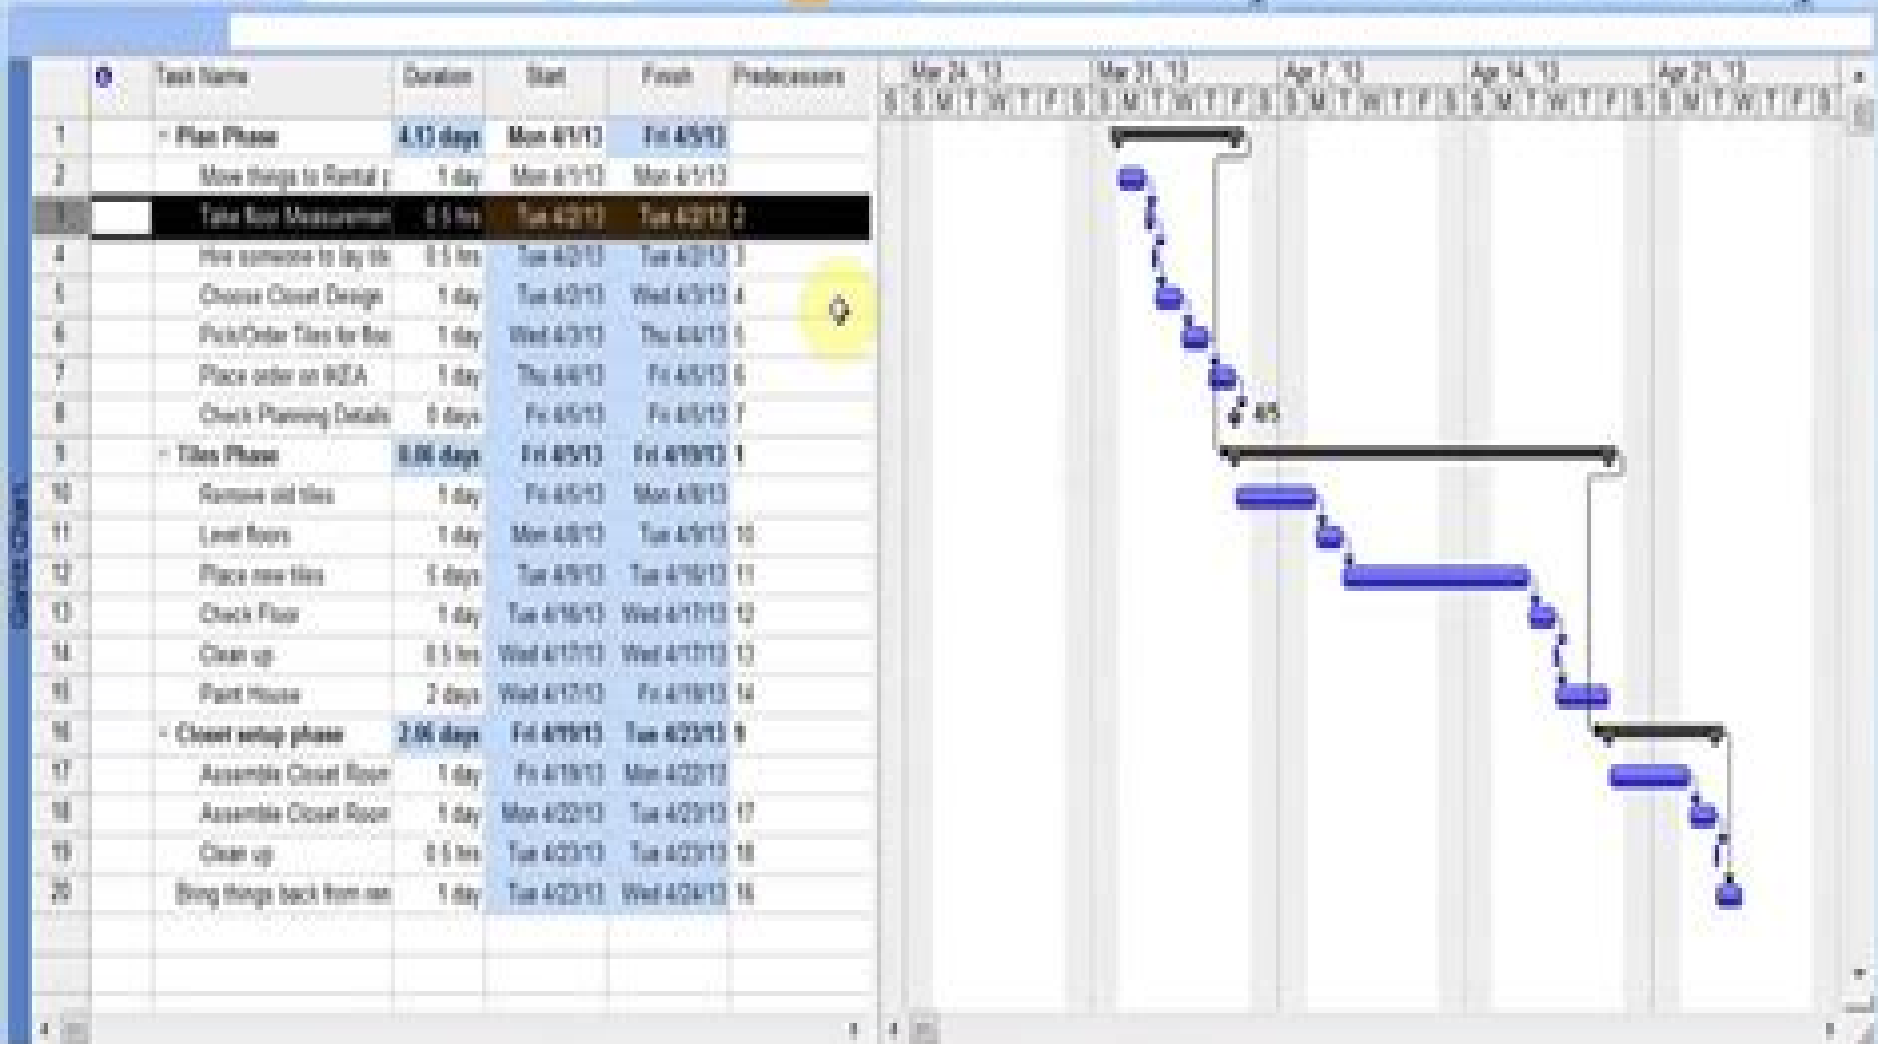 Task Name Duration Start Finish Predecessors
Mar 24, '13 Mar 31, '13 Apr 7, '13 Apr 14, '13 Apr 21, '13
S S M T W T F S S M T W T F S S M T W T F S S M T W T F S S M T W T F S
1 - Plan Phase 4.13 days Mon 4/1/13 Fri 4/5/13
2 Move things to Rental p 1 day Mon 4/1/13 Mon 4/1/13
3 Take floor Measuremen 0.5 hrs Tue 4/2/13 Tue 4/2/13 2
4 Hire someone to lay tile 0.5 hrs Tue 4/2/13 Tue 4/2/13 3
5 Choose Closet Design 1 day Tue 4/2/13 Wed 4/3/13 4
6 Pick/Order Tiles for floo 1 day Wed 4/3/13 Thu 4/4/13 5
7 Place order on IKEA 1 day Thu 4/4/13 Fri 4/5/13 6
8 Check Planning Details 0 days Fri 4/5/13 Fri 4/5/13 7 4/5
9 - Tiles Phase days Fri 4/5/13 Fri 4/19/13 1
10 Remove old tiles 1 day Fri 4/5/13 Mon 4/8/13
11 Level floors 1 day Mon 4/8/13 Tue 4/9/13 10
12 Place new tiles 5 days Tue 4/9/13 Tue 4/16/13 11
13 Check Floor 1 day Tue 4/16/13 Wed 4/17/13 12
14 Clean up 0.5 hrs Wed 4/17/13 Wed 4/17/13 13
15 Paint House 2 days Wed 4/17/13 Fri 4/19/13 14
16 - Closet setup phase 2.06 days Fri 4/19/13 Tue 4/23/13 9
17 Assemble Closet Room 1 day Fri 4/19/13 Mon 4/22/13
18 Assemble Closet Room 1 day Mon 4/22/13 Tue 4/23/13 17
19 Clean up 0.5 hrs Tue 4/23/13 Tue 4/23/13 18
20 Bring things back from ren 1 day Tue 4/23/13 Wed 4/24/13 16
Gantt Chart